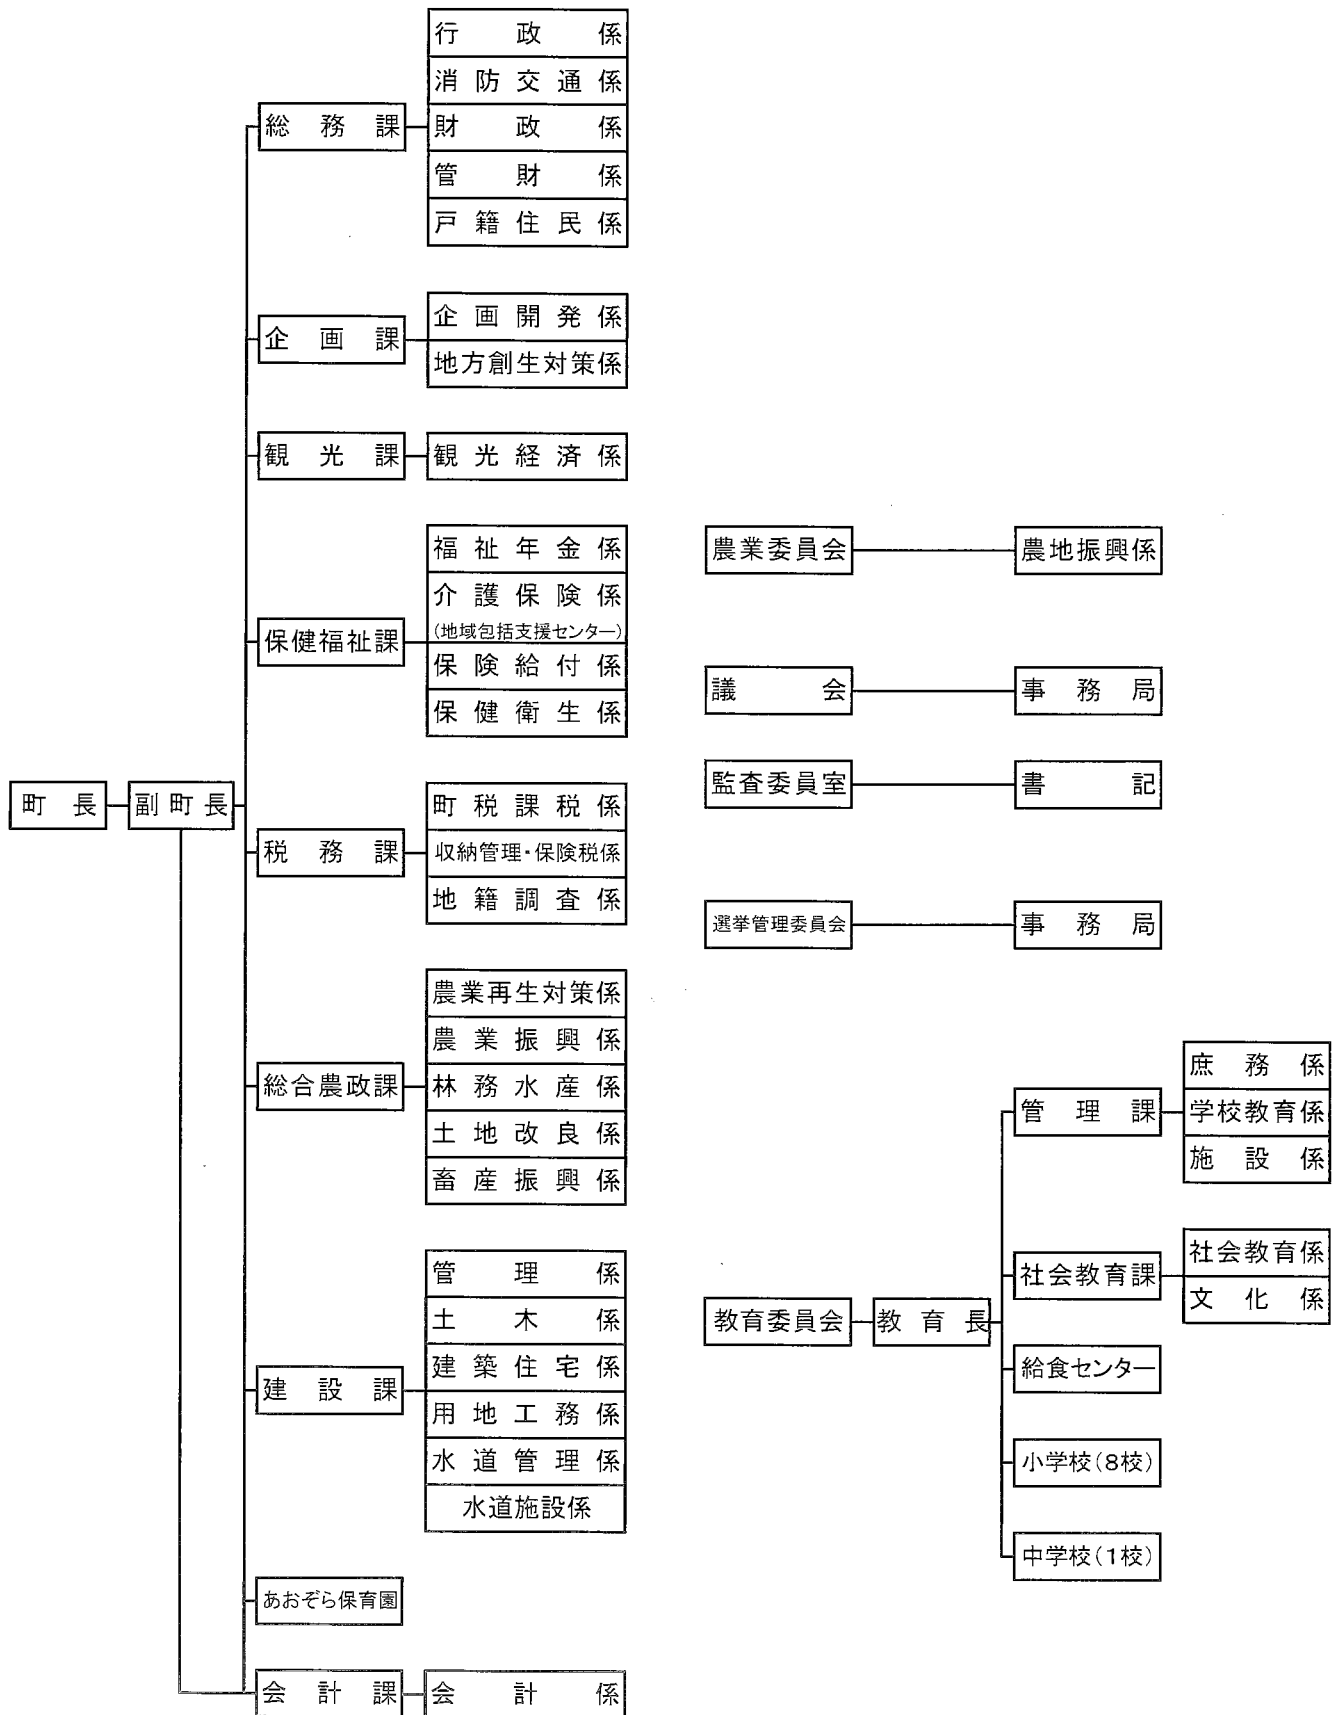 町長
副町長
総務課
行政係
消防交通係
財政係
管財係
戸籍住民係
企画課
企画開発係
地方創生対策係
観光課
観光経済係
保健福祉課
福祉年金係
介護保険係
(地域包括支援センター)
保険給付係
保健衛生係
税務課
町税課税係
収納管理・保険税係
地籍調査係
総合農政課
農業再生対策係
農業振興係
林務水産係
土地改良係
畜産振興係
建設課
管理係
土木係
建築住宅係
用地工務係
水道管理係
水道施設係
あおぞら保育園
会計課
会計係
農業委員会
農地振興係
議会
事務局
監査委員室
書記
選挙管理委員会
事務局
教育委員会
教育長
管理課
庶務係
学校教育係
施設係
社会教育課
社会教育係
文化係
給食センター
小学校(8校)
中学校(1校)